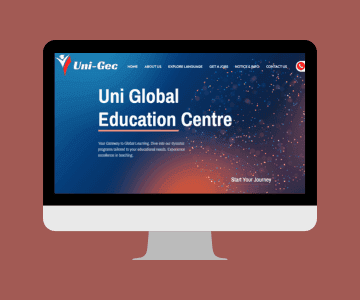 Uni-Gec
HOME ABOUT US EXPLORE LANGUAGE GET A JOBS NOTICE & INFO CONTACT US
Uni Global
Education Centre
Your Gateway to Global Learning. Dive into our dynamic
programs tailored to your educational needs. Experience
excellence in learning.
Start Your Journey